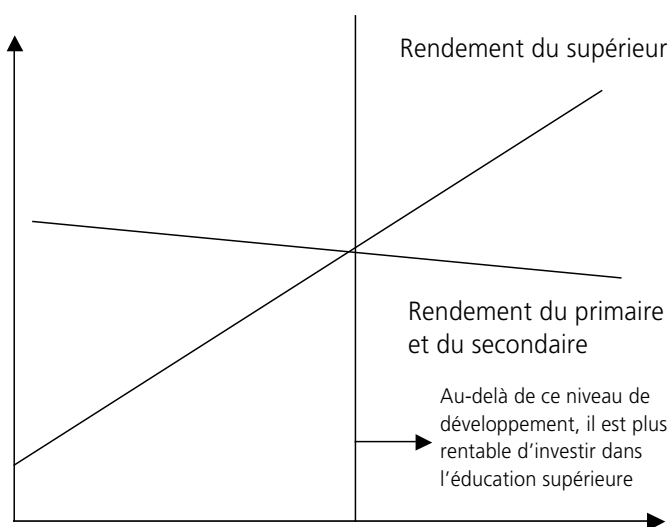 Rendement du supérieur
Rendement du primaire
et du secondaire
Au-delà de ce niveau de
développement, il est plus
rentable d’investir dans
l’éducation supérieure